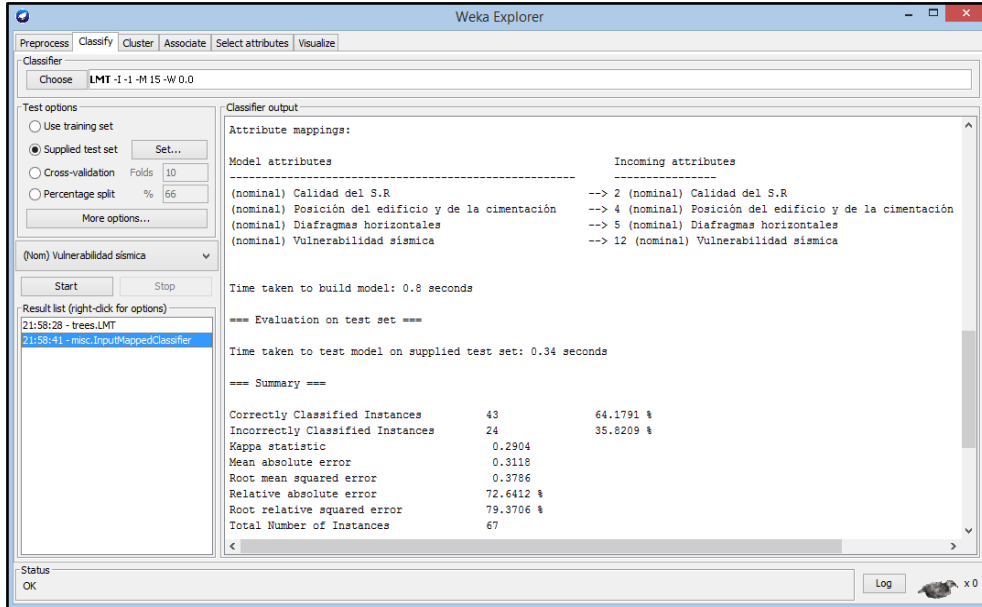 Weka Explorer
Preprocess Classify Cluster Associate Select attributes Visualize
Classifier
Choose LMT -I -1 -M 15 -W 0.0
Test options
Use training set
Supplied test set Set...
Cross-validation Folds 10
Percentage split % 66
More options...
(Nom) Vulnerabilidad sísmica
Start Stop
Result list (right-click for options)
21:58:28 - trees.LMT
21:58:41 - misc.InputMappedClassifier
Classifier output
Attribute mappings:
Model attributes Incoming attributes
------------------------------------------------------ ----------------
(nominal) Calidad del S.R --> 2 (nominal) Calidad del S.R
(nominal) Posición del edificio y de la cimentación --> 4 (nominal) Posición del edificio y de la cimentación
(nominal) Diafragmas horizontales --> 5 (nominal) Diafragmas horizontales
(nominal) Vulnerabilidad sísmica --> 12 (nominal) Vulnerabilidad sísmica
Time taken to build model: 0.8 seconds
=== Evaluation on test set ===
Time taken to test model on supplied test set: 0.34 seconds
=== Summary ===
Correctly Classified Instances 43 64.1791 %
Incorrectly Classified Instances 24 35.8209 %
Kappa statistic 0.2904
Mean absolute error 0.3118
Root mean squared error 0.3786
Relative absolute error 72.6412 %
Root relative squared error 79.3706 %
Total Number of Instances 67
Status
OK
Log x 0